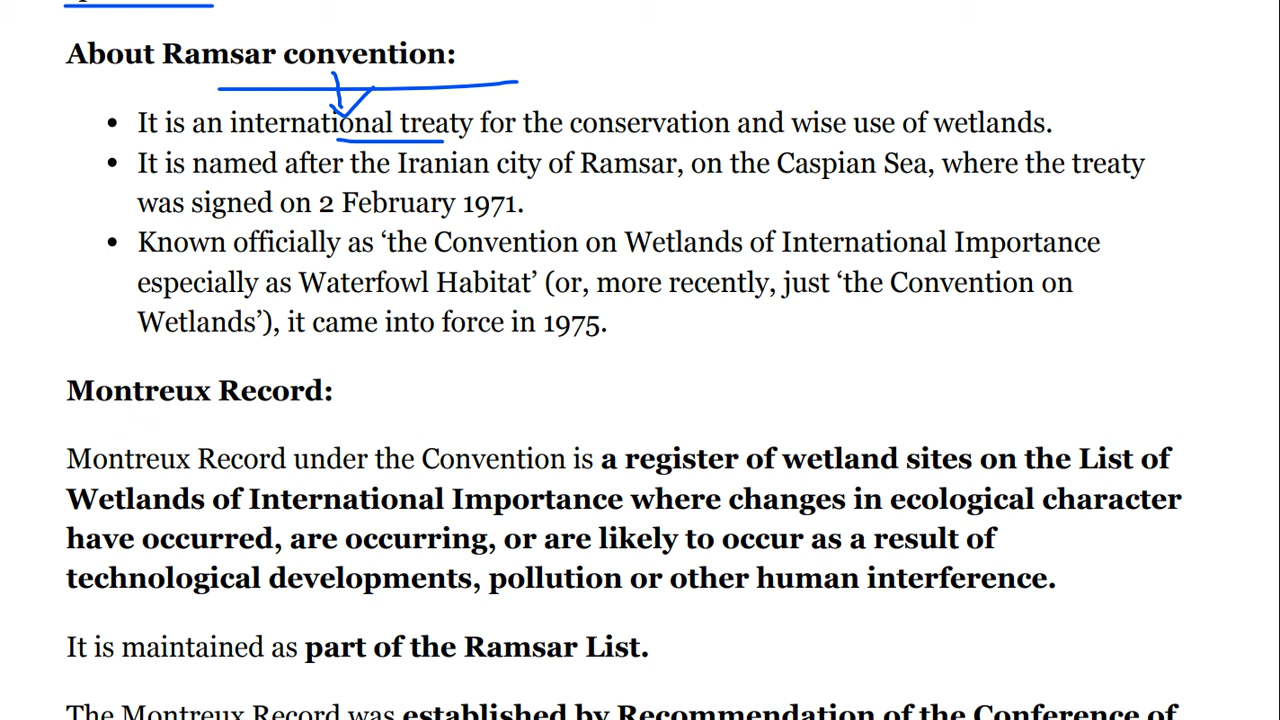 About Ramsar convention:
• It is an international treaty for the conservation and wise use of wetlands.
• It is named after the Iranian city of Ramsar, on the Caspian Sea, where the treaty
was signed on 2 February 1971.
• Known officially as ‘the Convention on Wetlands of International Importance
especially as Waterfowl Habitat’ (or, more recently, just ‘the Convention on
Wetlands’), it came into force in 1975.
Montreux Record:
Montreux Record under the Convention is a register of wetland sites on the List of
Wetlands of International Importance where changes in ecological character
have occurred, are occurring, or are likely to occur as a result of
technological developments, pollution or other human interference.
It is maintained as part of the Ramsar List.
The Montreux Record was established by Recommendation of the Conference of